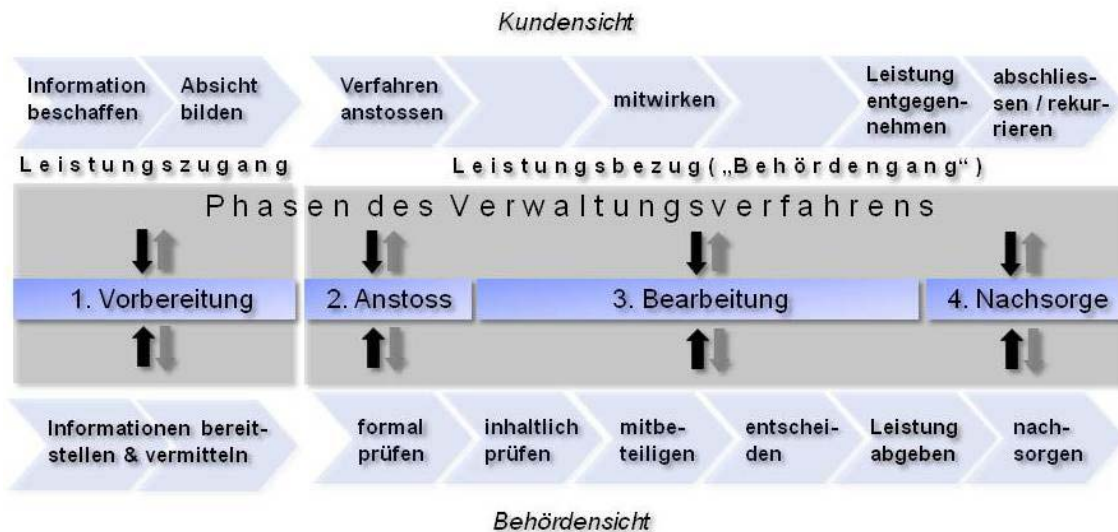 Kundensicht
Information
beschaffen
Absicht
bilden
Verfahren
anstossen
mitwirken
Leistung
entgegen-
nehmen
abschlies-
sen / rekur-
rieren
Leistungszugang
Leistungsbezug („Behördengang“)
Phasen des Verwaltungsverfahrens
1. Vorbereitung
2. Anstoss
3. Bearbeitung
4. Nachsorge
Informationen bereit-
stellen & vermitteln
formal
prüfen
inhaltlich
prüfen
mitbe-
teiligen
entschei-
den
Leistung
abgeben
nach-
sorgen
Behördensicht